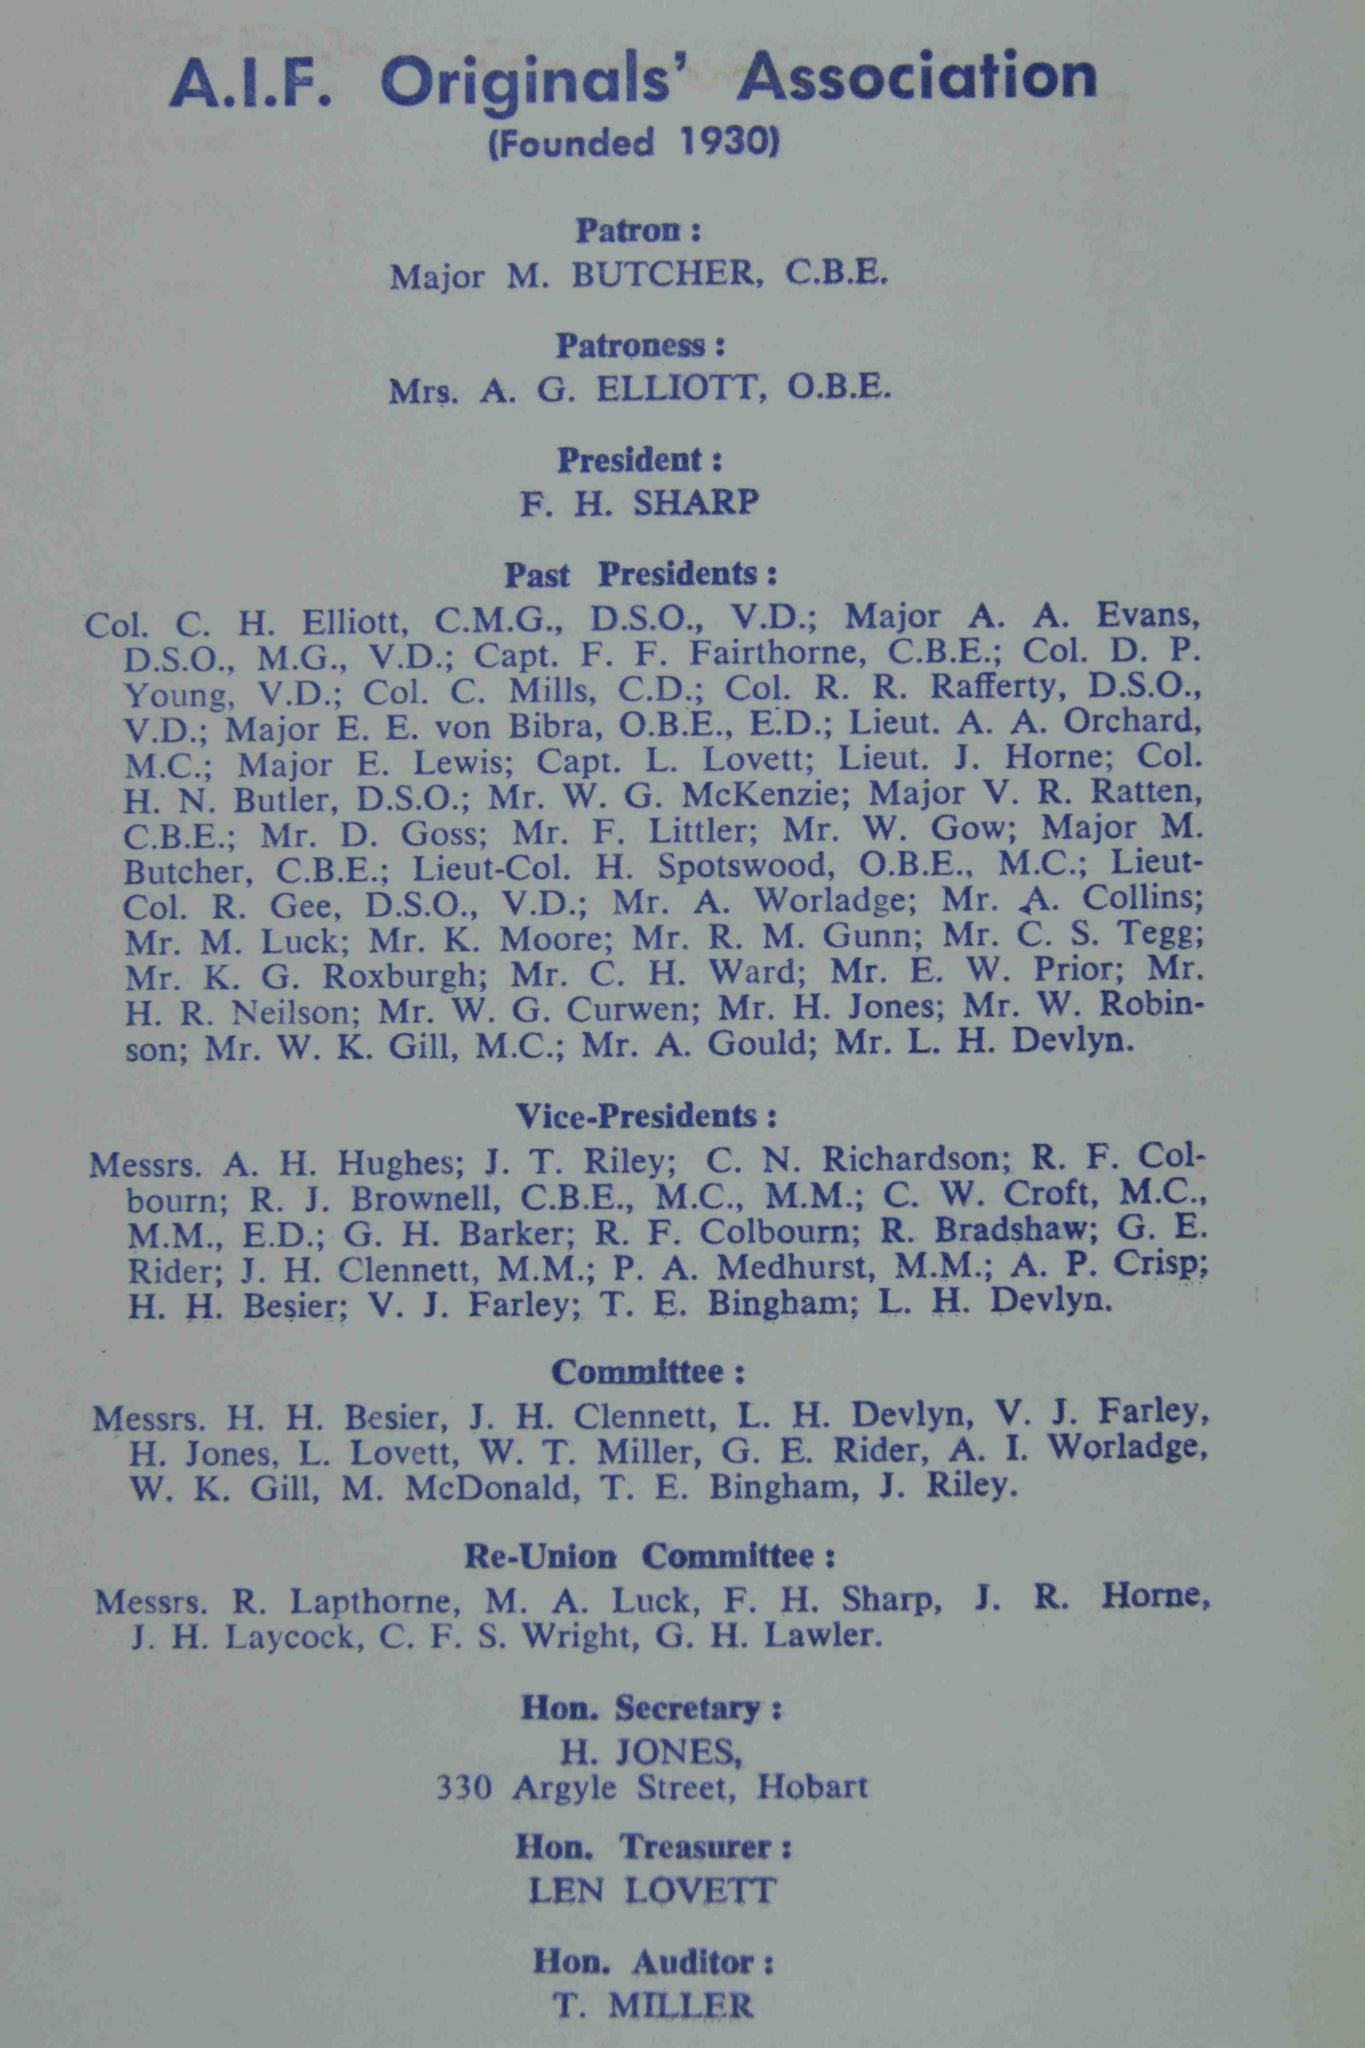 A.I.F. Originals' Association
(Founded 1930)
Patron :
Major M. BUTCHER, C.B.E.
Patroness :
Mrs. A. G. ELLIOTT, O.B.E.
President :
F. H. SHARP
Past Presidents :
Col. C. H. Elliott, C.M.G., D.S.O., V.D.; Major A. A. Evans,
D.S.O., M.G., V.D.; Capt. F. F. Fairthorne, C.B.E.; Col. D. P.
Young, V.D.; Col. C. Mills, C.D.; Col. R. R. Rafferty, D.S.O.,
V.D.; Major E. E. von Bibra, O.B.E., E.D.; Lieut. A. A. Orchard,
M.C.; Major E. Lewis; Capt. L. Lovett; Lieut. J. Horne; Col.
H. N. Butler, D.S.O.; Mr. W. G. McKenzie; Major V. R. Ratten,
C.B.E.; Mr. D. Goss; Mr. F. Littler; Mr. W. Gow; Major M.
Butcher, C.B.E.; Lieut-Col. H. Spotswood, O.B.E., M.C.; Lieut-
Col. R. Gee, D.S.O., V.D.; Mr. A. Worladge; Mr. A. Collins;
Mr. M. Luck; Mr. K. Moore; Mr. R. M. Gunn; Mr. C. S. Tegg;
Mr. K. G. Roxburgh; Mr. C. H. Ward; Mr. E. W. Prior; Mr.
H. R. Neilson; Mr. W. G. Curwen; Mr. H. Jones; Mr. W. Robin-
son; Mr. W. K. Gill, M.C.; Mr. A. Gould; Mr. L. H. Devlyn.
Vice-Presidents :
Messrs. A. H. Hughes; J. T. Riley; C. N. Richardson; R. F. Col-
bourn; R. J. Brownell, C.B.E., M.C., M.M.; C. W. Croft, M.C.,
M.M., E.D.; G. H. Barker; R. F. Colbourn; R. Bradshaw; G. E.
Rider; J. H. Clennett, M.M.; P. A. Medhurst, M.M.; A. P. Crisp;
H. H. Besier; V. J. Farley; T. E. Bingham; L. H. Devlyn.
Committee :
Messrs. H. H. Besier, J. H. Clennett, L. H. Devlyn, V. J. Farley,
H. Jones, L. Lovett, W. T. Miller, G. E. Rider, A. I. Worladge,
W. K. Gill, M. McDonald, T. E. Bingham, J. Riley.
Re-Union Committee :
Messrs. R. Lapthorne, M. A. Luck, F. H. Sharp, J. R. Horne,
J. H. Laycock, C. F. S. Wright, G. H. Lawler.
Hon. Secretary :
H. JONES,
330 Argyle Street, Hobart
Hon. Treasurer :
LEN LOVETT
Hon. Auditor :
T. MILLER